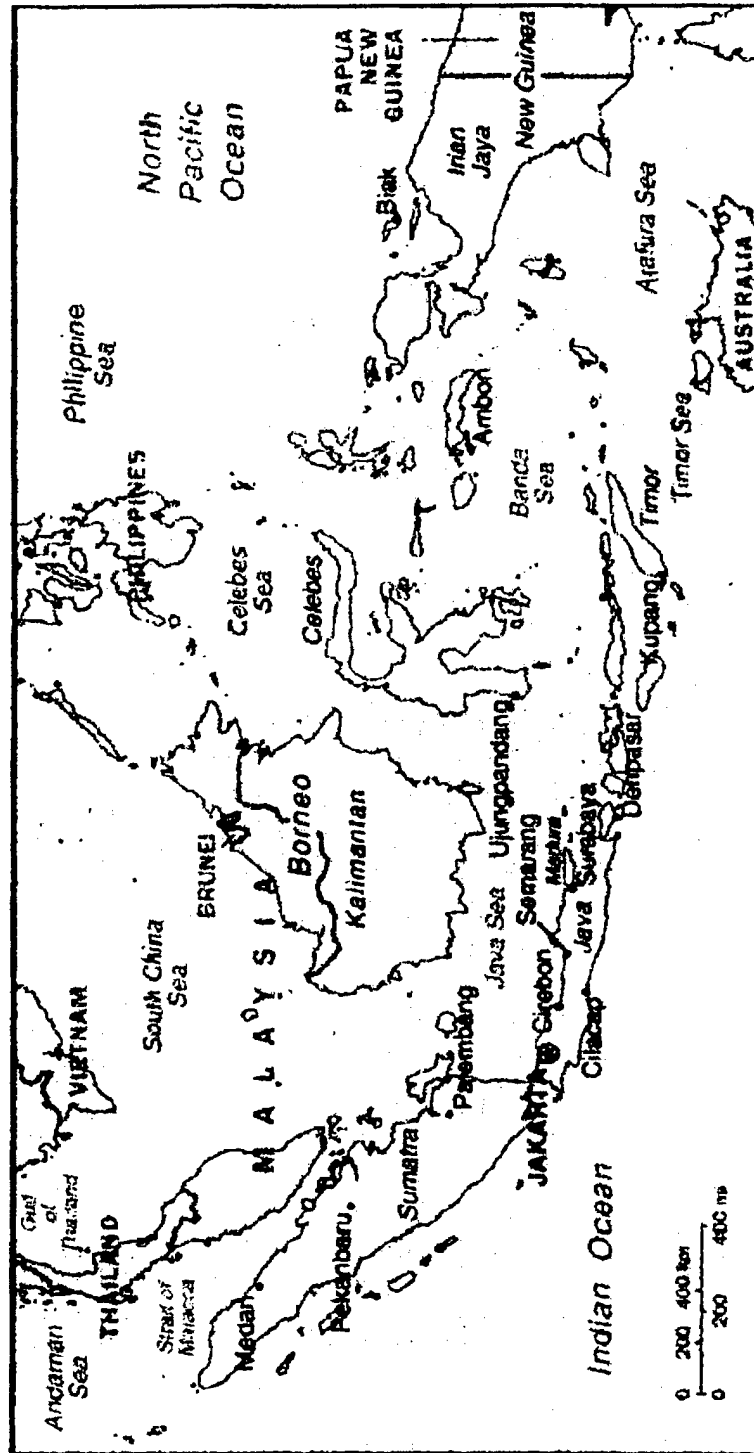 Andaman
Sea
Gulf
of
Thailand
THAILAND
VIETNAM
South China
Sea
PHILIPPINES
Philippine
Sea
North
Pacific
Ocean
Strait of
Malacca
MALAYSIA
BRUNEI
Celebes
Sea
Medan
Pekanbaru
Sumatra
Borneo
Kalimantan
Celebes
Biak
PAPUA
NEW
GUINEA
Irian
Jaya
New Guinea
Palembang
Java Sea
Ujungpandang
Ambon
Banda
Sea
JAKARTA
Cirebon
Semarang
Madura
Cilacap
Java
Surabaya
Denpasar
Kupang
Timor
Timor Sea
Arafura Sea
AUSTRALIA
Indian Ocean
0 200 400 km
0 200 400 mi